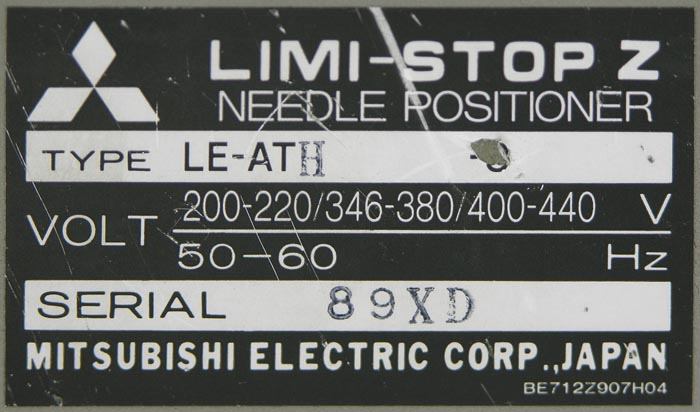 LIMI-STOP Z
NEEDLE POSITIONER
TYPE LE-ATH
VOLT 200-220/346-380/400-440 V
50-60 Hz
SERIAL 89XD
MITSUBISHI ELECTRIC CORP., JAPAN
BE712Z907H04